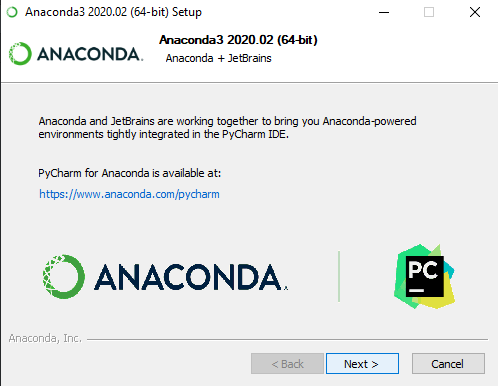 Anaconda3 2020.02 (64-bit) Setup
Anaconda3 2020.02 (64-bit)
ANACONDA.
Anaconda + JetBrains
Anaconda and JetBrains are working together to bring you Anaconda-powered
environments tightly integrated in the PyCharm IDE.
PyCharm for Anaconda is available at:
https://www.anaconda.com/pycharm
ANACONDA.
PC
Anaconda, Inc.
< Back
Next >
Cancel